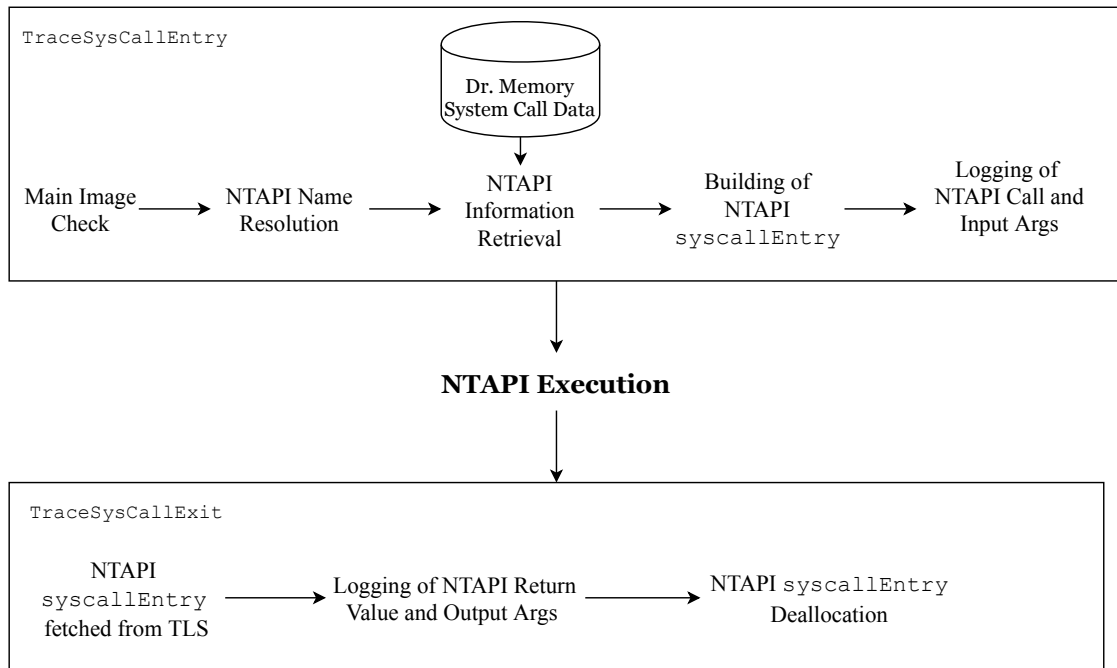 TraceSysCallEntry
Dr. Memory
System Call Data
Main Image
Check
NTAPI Name
Resolution
NTAPI
Information
Retrieval
Building of
NTAPI
syscallEntry
Logging of
NTAPI Call and
Input Args
NTAPI Execution
TraceSysCallExit
NTAPI
syscallEntry
fetched from TLS
Logging of NTAPI Return
Value and Output Args
NTAPI syscallEntry
Deallocation